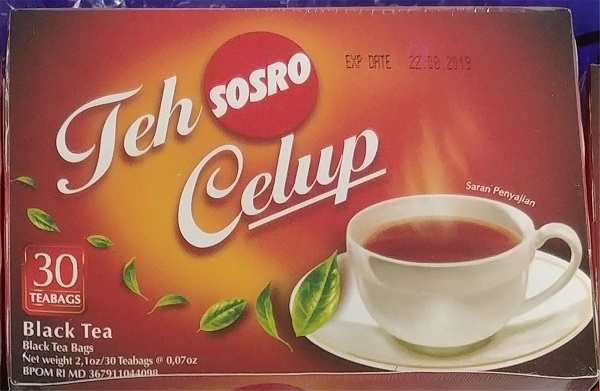 EXP DATE - 22.08.2019
Teh SOSRO
Celup
Saran Penyajian
30
TEABAGS
Black Tea
Black Tea Bags
Net weight 2,1oz/30 Teabags @ 0,07oz
BPOM RI MD 367911044098